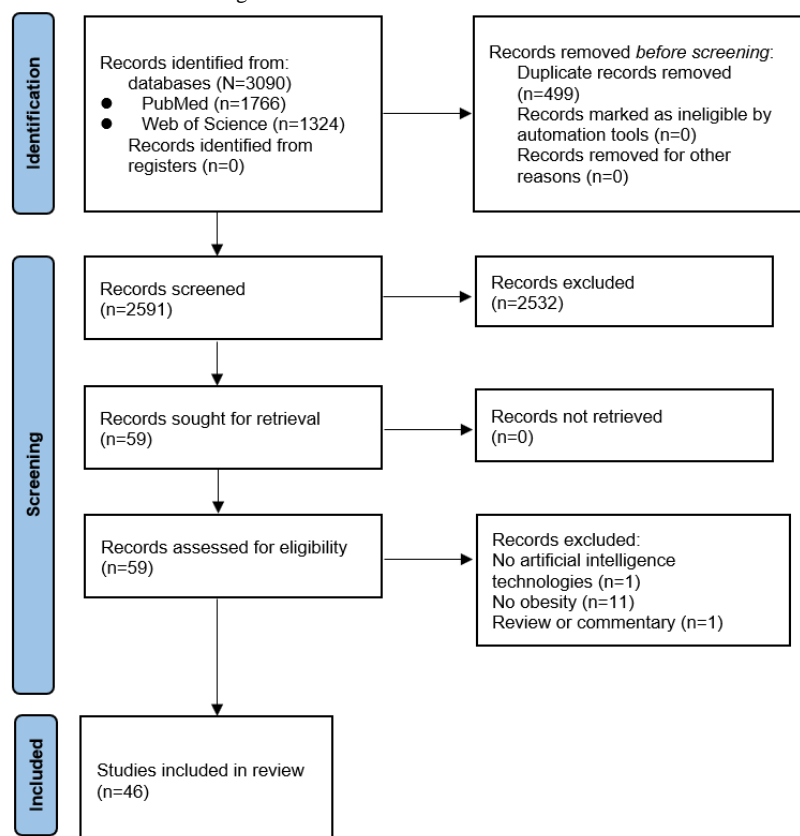 Identification
Records identified from:
databases (N=3090)
● PubMed (n=1766)
● Web of Science (n=1324)
Records identified from
registers (n=0)
Records removed before screening:
Duplicate records removed
(n=499)
Records marked as ineligible by
automation tools (n=0)
Records removed for other
reasons (n=0)
Screening
Records screened
(n=2591)
Records excluded
(n=2532)
Records sought for retrieval
(n=59)
Records not retrieved
(n=0)
Records assessed for eligibility
(n=59)
Records excluded:
No artificial intelligence
technologies (n=1)
No obesity (n=11)
Review or commentary (n=1)
Included
Studies included in review
(n=46)